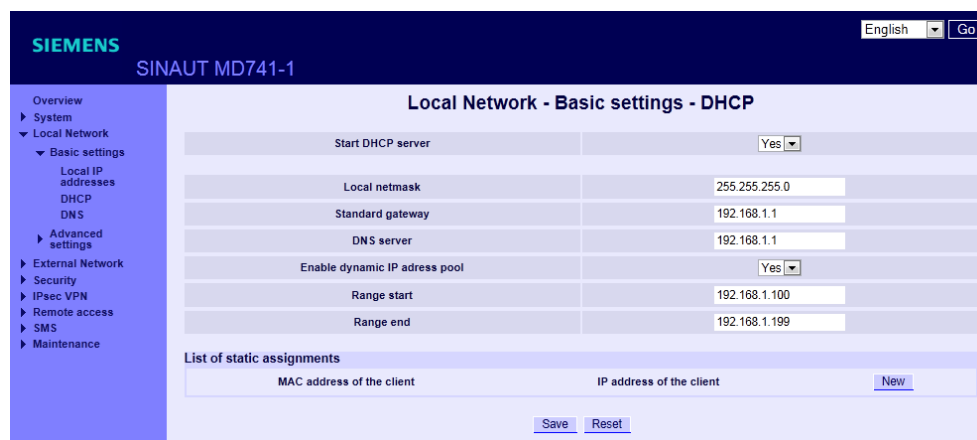 English Go
SIEMENS
SINAUT MD741-1
Overview
System
Local Network
Basic settings
Local IP
addresses
DHCP
DNS
Advanced
settings
External Network
Security
IPsec VPN
Remote access
SMS
Maintenance
Local Network - Basic settings - DHCP
Start DHCP server Yes
Local netmask 255.255.255.0
Standard gateway 192.168.1.1
DNS server 192.168.1.1
Enable dynamic IP adress pool Yes
Range start 192.168.1.100
Range end 192.168.1.199
List of static assignments
MAC address of the client IP address of the client New
Save Reset